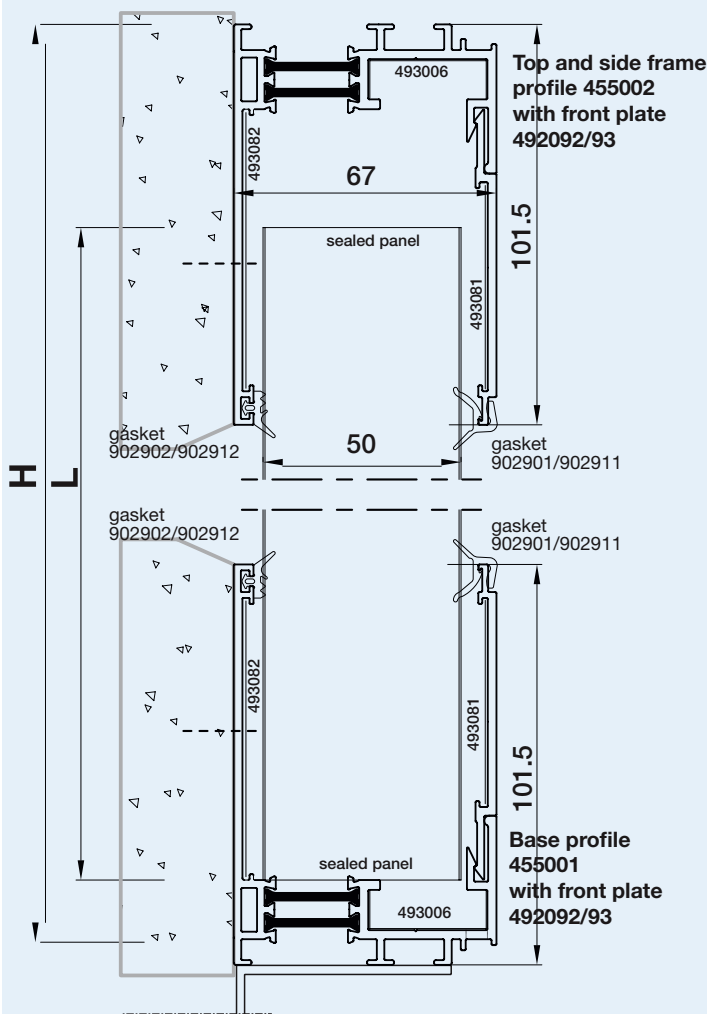 493006
Top and side frame
profile 455002
with front plate
492092/93
493082
67
101.5
sealed panel
493081
gasket
902902/902912
50
gasket
902901/902911
H
L
gasket
902902/902912
gasket
902901/902911
493082
493081
101.5
sealed panel
Base profile
455001
with front plate
492092/93
493006